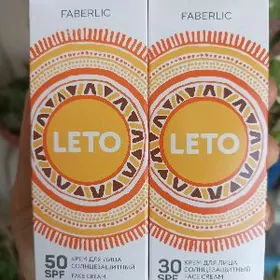 FABERLIC
LETO
50
SPF
КРЕМ ДЛЯ ЛИЦА
СОЛНЦЕЗАЩИТНЫЙ
FACE CREAM
FABERLIC
LETO
30
SPF
КРЕМ ДЛЯ ЛИЦА
СОЛНЦЕЗАЩИТНЫЙ
FACE CREAM